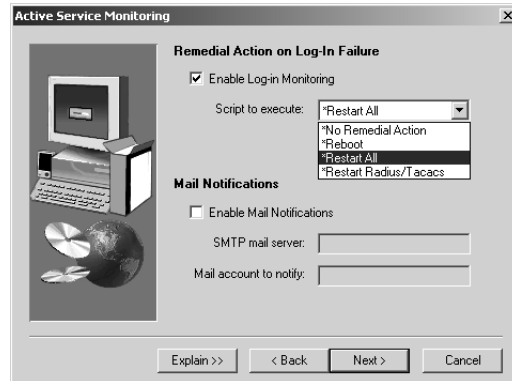 Active Service Monitoring
Remedial Action on Log-In Failure
Enable Log-in Monitoring
Script to execute: *Restart All
*No Remedial Action
*Reboot
*Restart All
*Restart Radius/Tacacs
Mail Notifications
Enable Mail Notifications
SMTP mail server:
Mail account to notify:
Explain >> < Back Next > Cancel